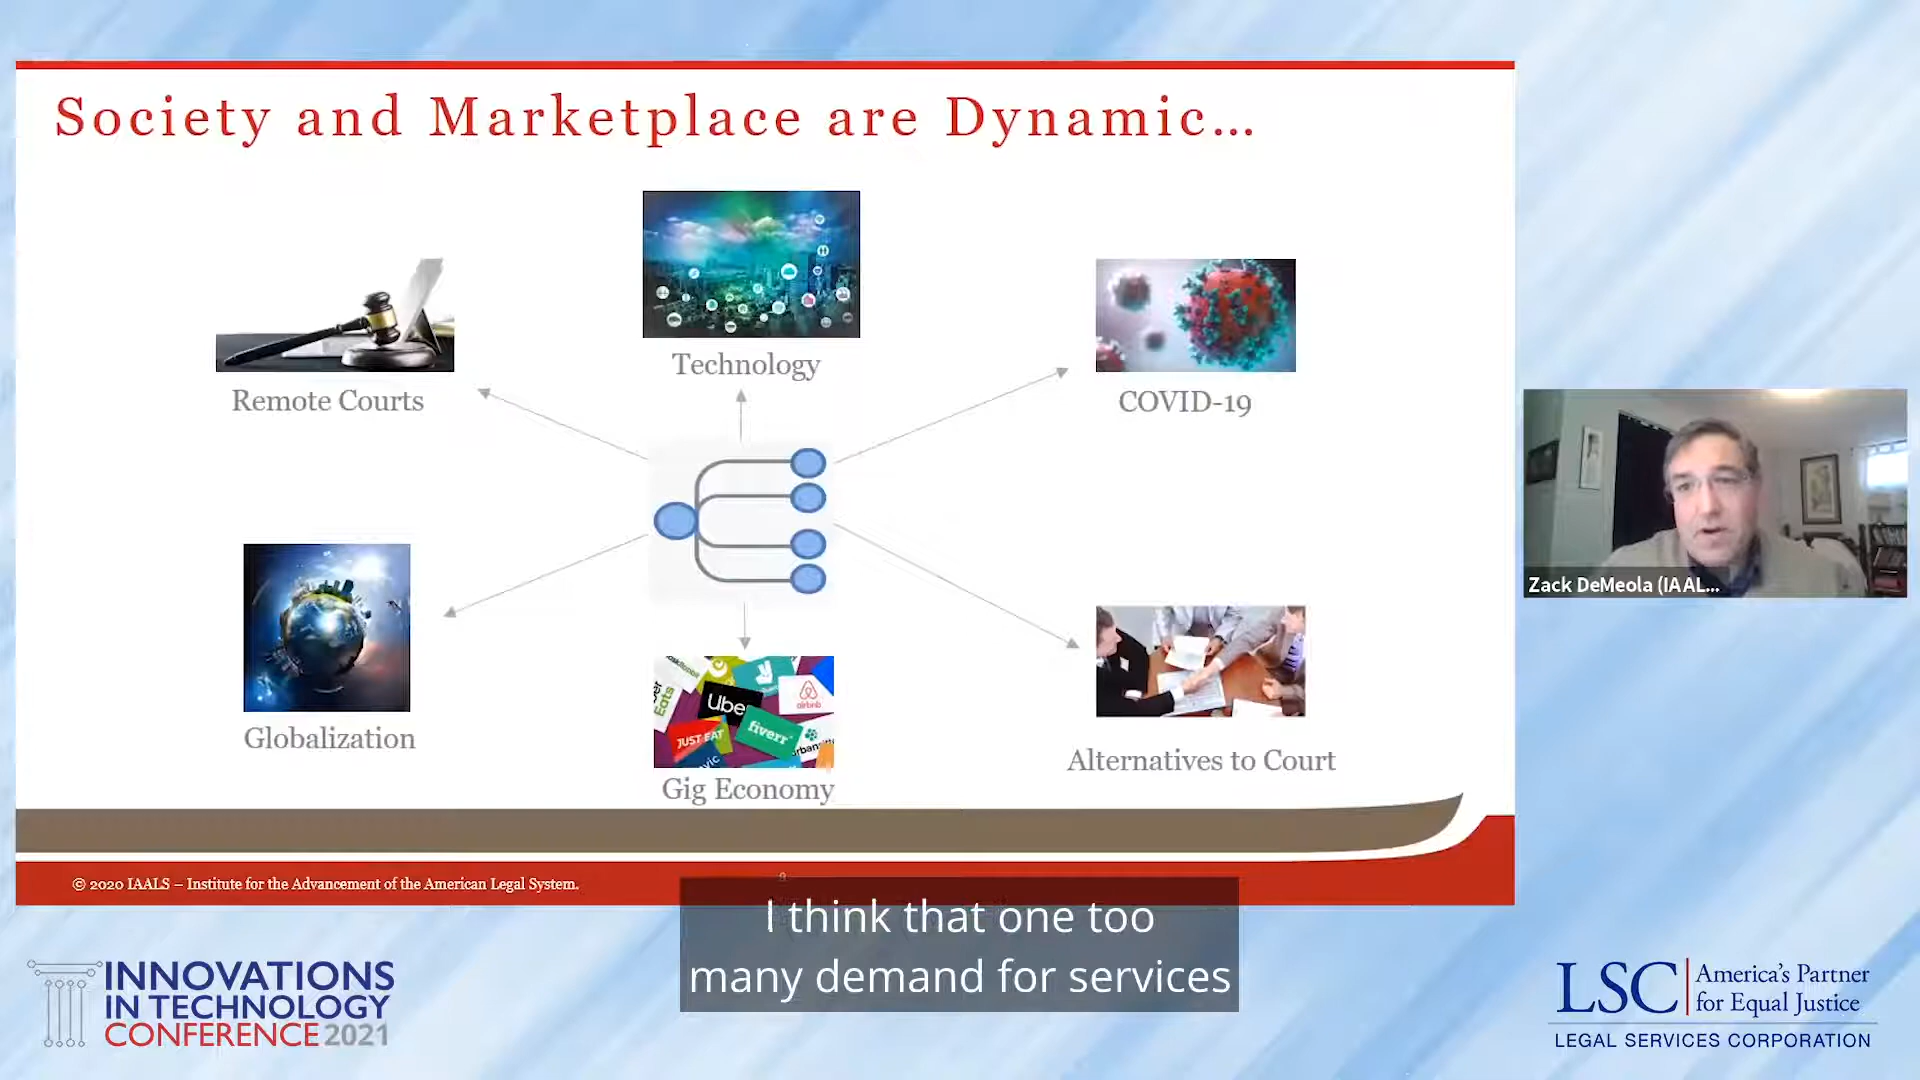 Society and Marketplace are Dynamic...
Technology
Remote Courts
COVID-19
Globalization
Uber
airbnb
JUST EAT
fiverr
Eats
Gig Economy
Alternatives to Court
© 2020 IAALS – Institute for the Advancement of the American Legal System.
9
Zack DeMeola (IAAL...
I think that one too
many demand for services
INNOVATIONS
IN TECHNOLOGY
CONFERENCE 2021
LSC America's Partner
for Equal Justice
LEGAL SERVICES CORPORATION